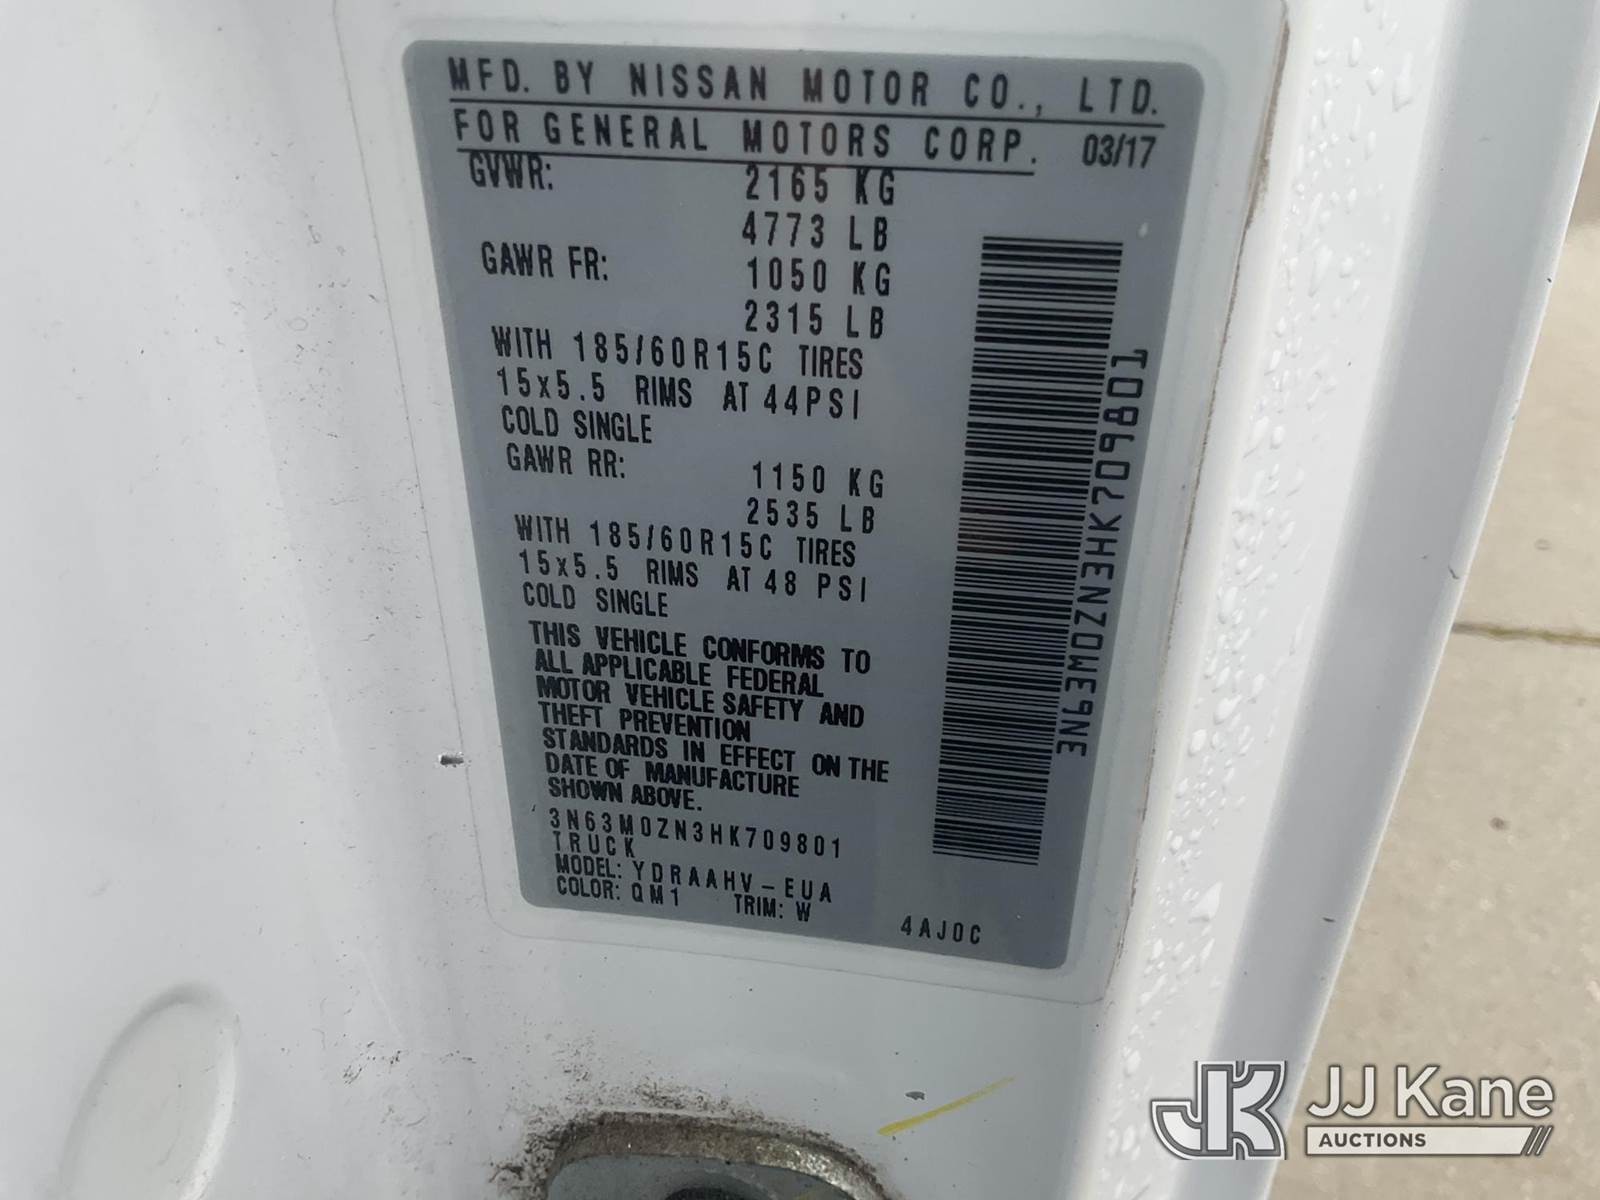 MFD. BY NISSAN MOTOR CO., LTD.
FOR GENERAL MOTORS CORP. 03/17
GVWR: 2165 KG
4773 LB
GAWR FR: 1050 KG
2315 LB
WITH 185/60R15C TIRES
15x5.5 RIMS AT 44PSI
COLD SINGLE
GAWR RR: 1150 KG
2535 LB
WITH 185/60R15C TIRES
15x5.5 RIMS AT 48 PSI
COLD SINGLE
THIS VEHICLE CONFORMS TO
ALL APPLICABLE FEDERAL
MOTOR VEHICLE SAFETY AND
THEFT PREVENTION
STANDARDS IN EFFECT ON THE
DATE OF MANUFACTURE
SHOWN ABOVE.
3N63M0ZN3HK709801
TRUCK
MODEL: YDRAAHV-EUA
COLOR: QM1 TRIM: W
4AJ0C
3N63M0ZN3HK709801
JK JJ Kane
AUCTIONS